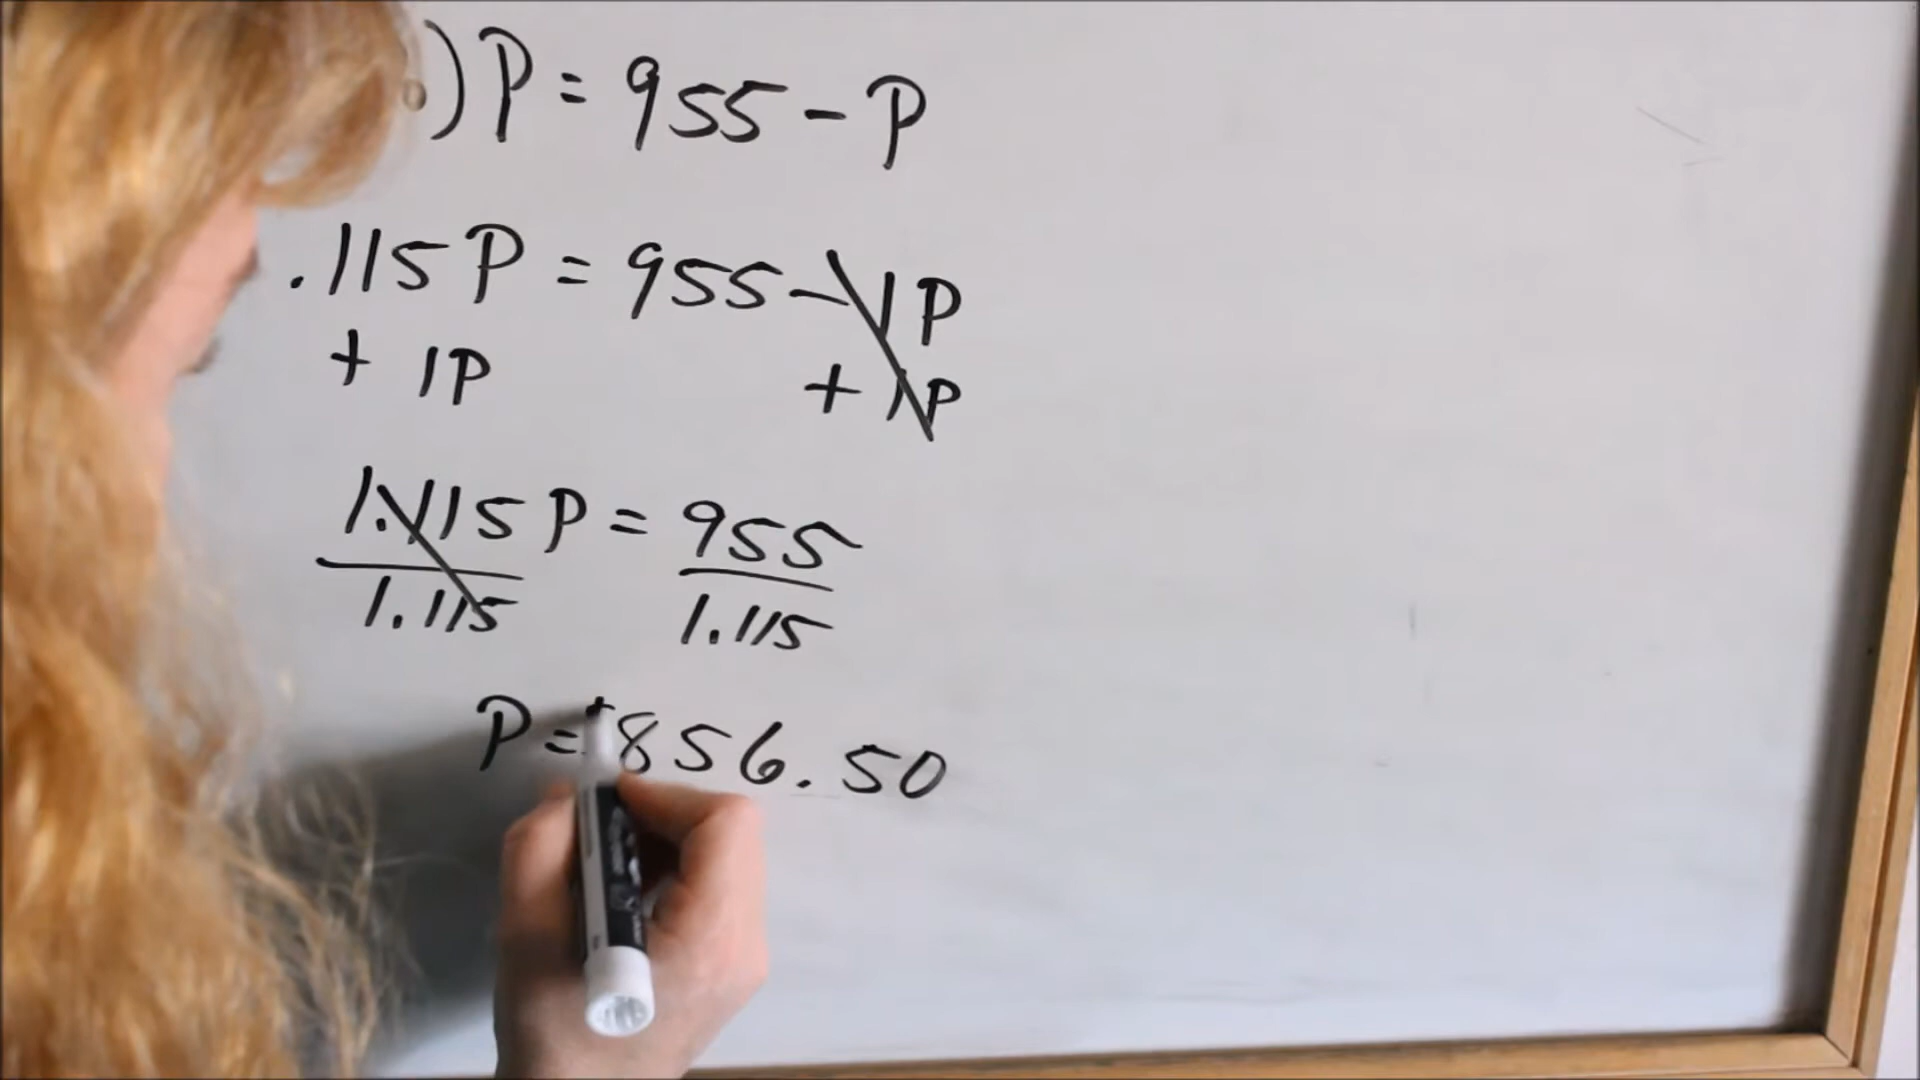 )P = 955 - P
.115P = 955 - 1P
+ 1P + 1P
1.115P = 955
1.115 1.115
P = 856.50